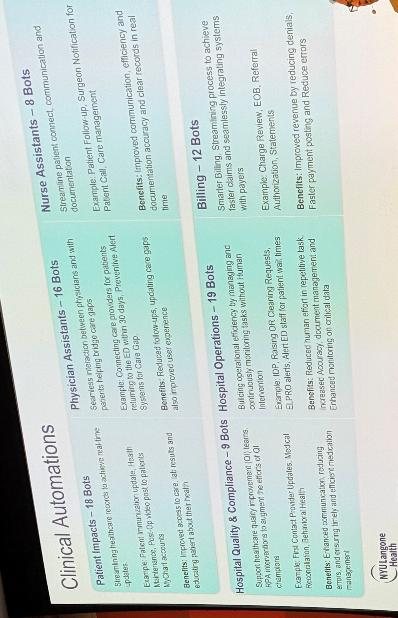 Clinical Automations
Patient Impacts – 18 Bots
Streamlining healthcare records to achieve real-time
updates.
Example: Patient immunization update, Health
Maintenance, Post-Op video post to patients
MyChart accounts
Benefits: Improved access to care, lab results and
educating patient about their health
Physician Assistants – 16 Bots
Seamless interaction between physicians and with
patients helping bridge care gaps
Example: Connecting care providers for patients
returning to the ED within 30 days, Preventive Alert
Systems for Care Gap,
Benefits: Reduced follow-ups, updating care gaps
also improved user experience
Nurse Assistants – 8 Bots
Streamline patient connect, communication and
documentation
Example: Patient Follow-up, Surgeon Notification for
Patient Call, Care management
Benefits: Improved communication, efficiency and
documentation accuracy and clear records in real
time
Hospital Quality & Compliance – 9 Bots
Support healthcare quality improvement (QI) teams,
RPA interventions to augment the efforts of QI
champions
Example: First Contact Provider Updates, Medical
Reconciliation, Behavioral Health
Benefits: Enhanced communication, reducing
errors, and ensuring timely and efficient medication
management
Hospital Operations – 19 Bots
Building operational efficiency by managing and
continuously monitoring tasks without Human
Intervention
Example: IDP, Raising OR Cleaning Requests,
ELPRO alerts, Alert ED staff for patient wait times
Benefits: Reduced human effort in repetitive task,
Increased Accuracy, document management and
Enhanced monitoring on critical data
Billing – 12 Bots
Smarter Billing. Streamlining process to achieve
faster claims and seamlessly integrating systems
with payers
Example: Charge Review, EOB, Referral
Authorization, Statements
Benefits: Improved revenue by reducing denials,
Faster payment posting and Reduce errors
NYU Langone
Health